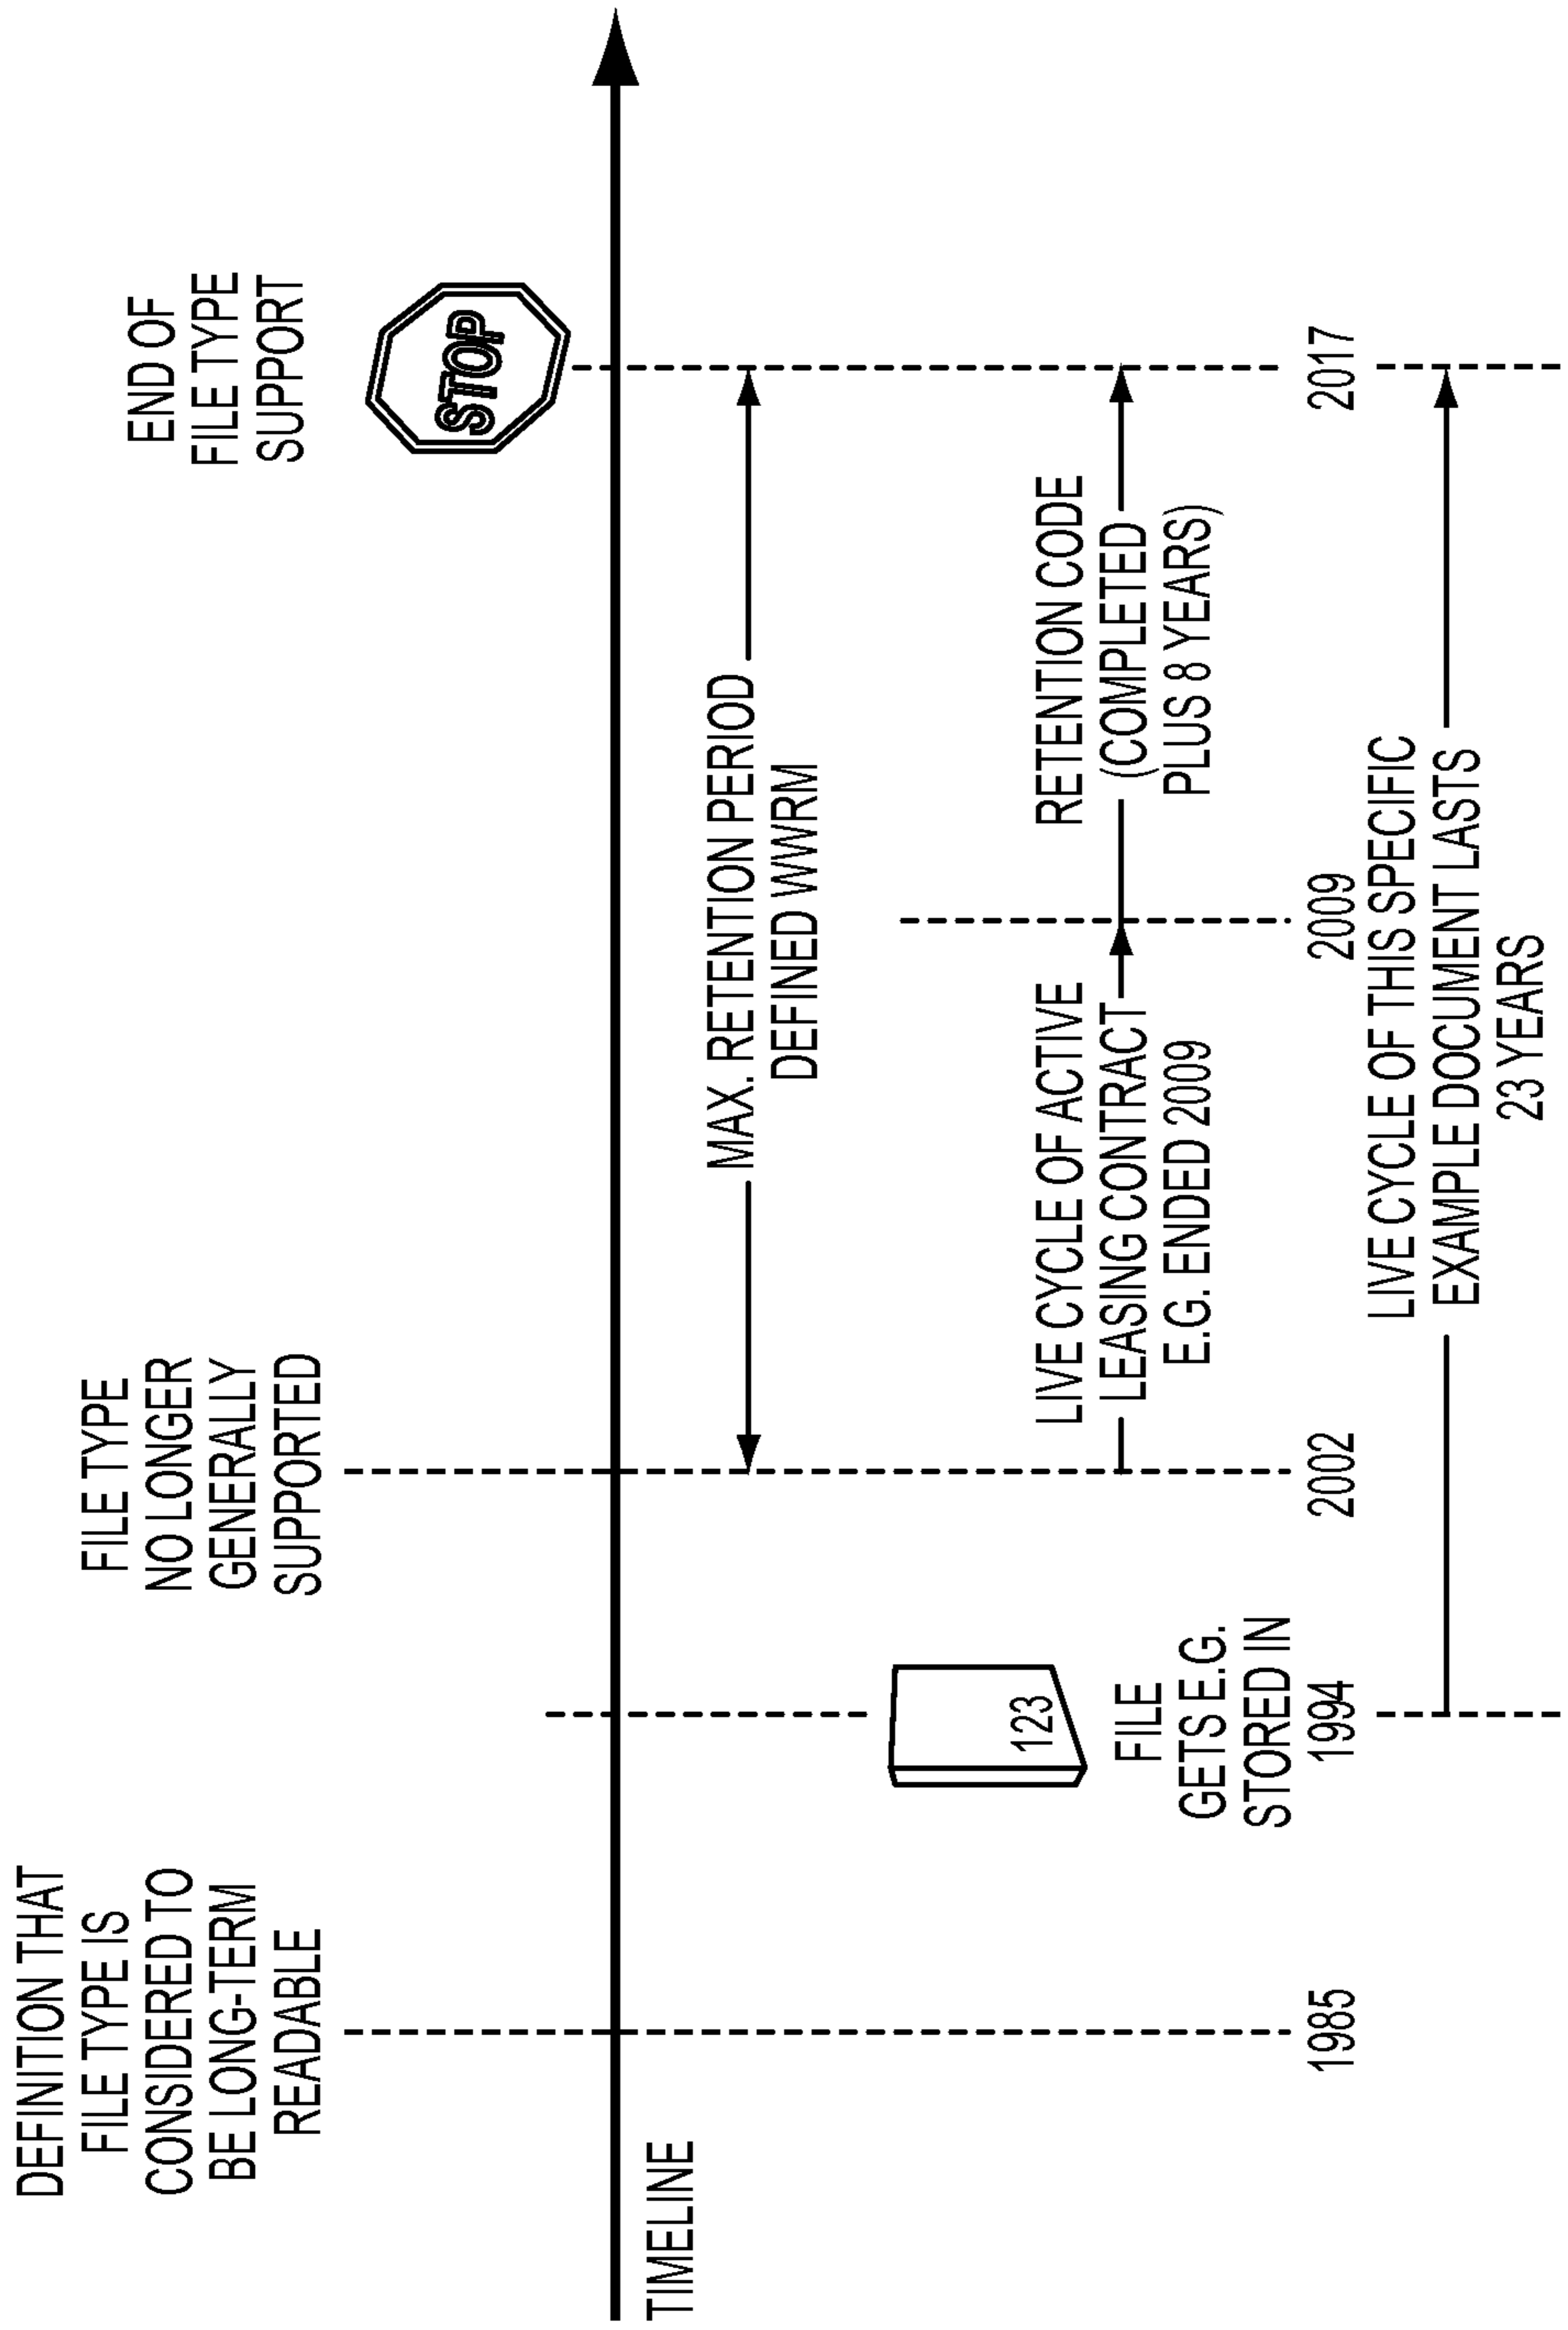 DEFINITION THAT
FILE TYPE IS
CONSIDERED TO
BE LONG-TERM
READABLE
FILE TYPE
NO LONGER
GENERALLY
SUPPORTED
END OF
FILE TYPE
SUPPORT
STOP
TIMELINE
MAX. RETENTION PERIOD
DEFINED WWRM
123
FILE
GETS E.G.
STORED IN
LIVE CYCLE OF ACTIVE
LEASING CONTRACT
E.G. ENDED 2009
RETENTION CODE
(COMPLETED
PLUS 8 YEARS)
1985
1994
2002
2009
2017
LIVE CYCLE OF THIS SPECIFIC
EXAMPLE DOCUMENT LASTS
23 YEARS